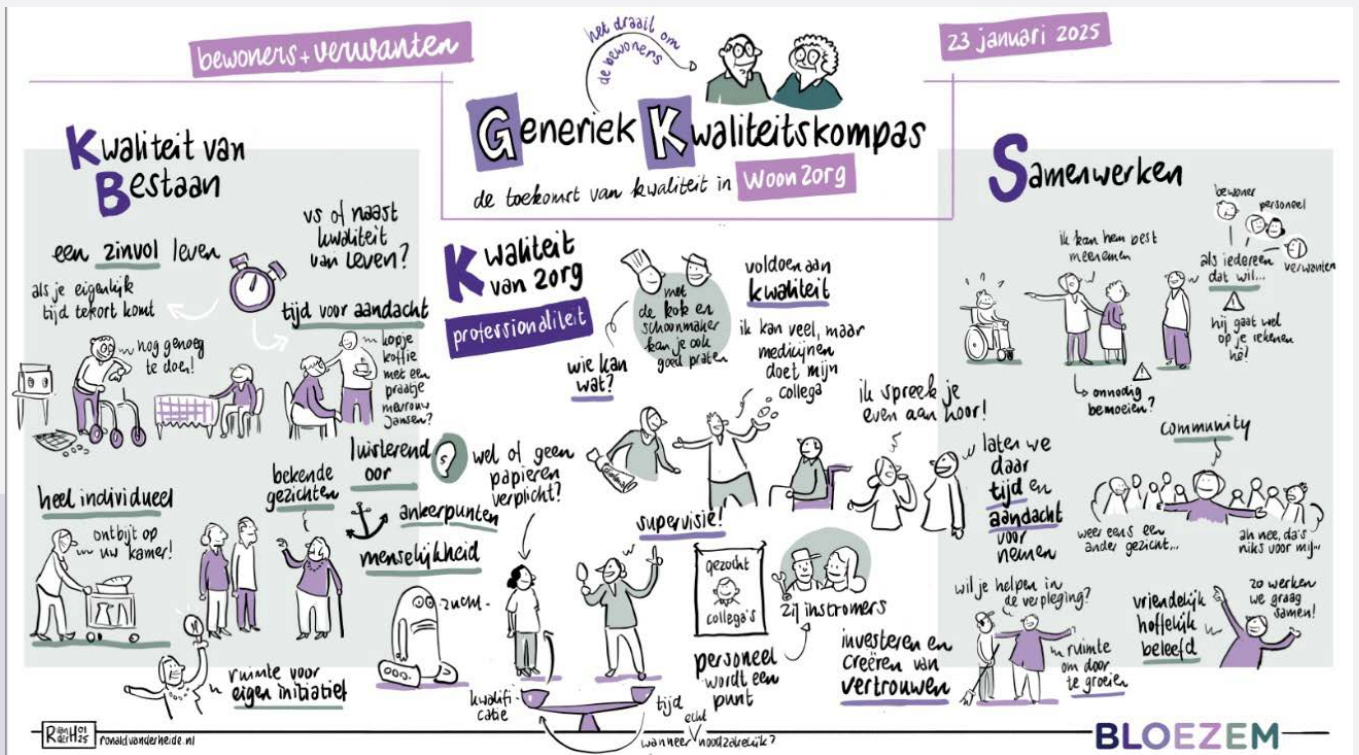 bewoners + verwanten
het draait om
de bewoners
23 januari 2025
Generiek Kwaliteitskompas
de toekomst van kwaliteit in WoonZorg
Kwaliteit van
Bestaan
een zinvol leven
vs of naast
kwaliteit
van leven?
als je eigenlijk
tijd tekort komt
tijd voor aandacht
nog genoeg
te doen!
kopje
koffie
met een
praatje
mevrouw
Jansen?
heel individueel
ontbijt op
uw kamer!
bekende
gezichten
luisterend
oor
ankerpunten
menselijkheid
ruimte voor
eigen initiatief
zucht-
Kwaliteit
van zorg
professionaliteit
wie kan
wat?
met
de kok en
schoonmaker
kan je ook
goed praten
voldoen aan
kwaliteit
ik kan veel, maar
medicijnen
doet mijn
collega
ik spreek je
even aan hoor!
wel of geen
papieren
verplicht?
supervisie!
gezocht
collega's
zij instromers
personeel
wordt een
punt
investeren en
creëren van
vertrouwen
kwalifi-
catie
tijd
wanneer echt noodzakelijk?
Samenwerken
bewoner
personeel
verwanten
als iedereen
dat wil...
hij gaat wel
op je rekenen
hè?
ik kan hem best
meenemen
onnodig
bemoeien?
laten we
daar
tijd en
aandacht
voor
nemen
community
weer eens een
ander gezicht...
ah nee, da's
niks voor mij...
wil je helpen in
de verpleging?
ruimte
om door
te groeien
vriendelijk
hoffelijk
beleefd
zo werken
we graag
samen!
ronaldvanderheide.nl
BLOEZEM